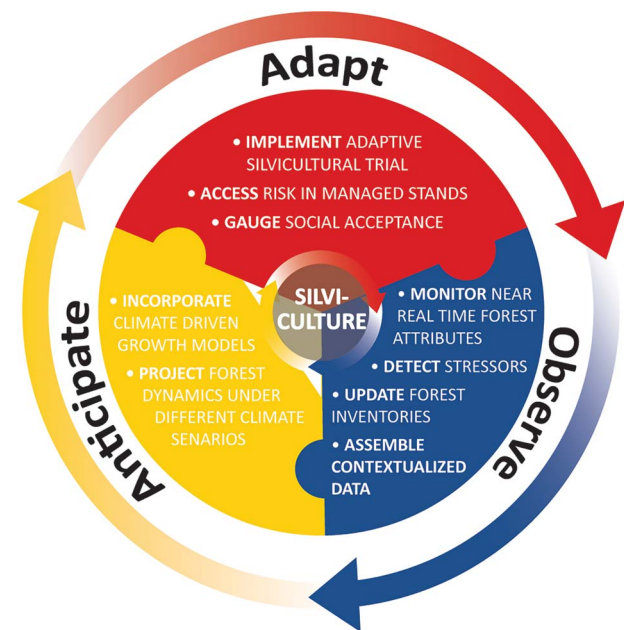 Adapt
• IMPLEMENT ADAPTIVE
SILVICULTURAL TRIAL
• ACCESS RISK IN MANAGED STANDS
• GAUGE SOCIAL ACCEPTANCE
SILVI-
CULTURE
Observe
• MONITOR NEAR
REAL TIME FOREST
ATTRIBUTES
• DETECT STRESSORS
• UPDATE FOREST
INVENTORIES
• ASSEMBLE
CONTEXTUALIZED
DATA
Anticipate
• INCORPORATE
CLIMATE DRIVEN
GROWTH MODELS
• PROJECT FOREST
DYNAMICS UNDER
DIFFERENT CLIMATE
SENARIOS